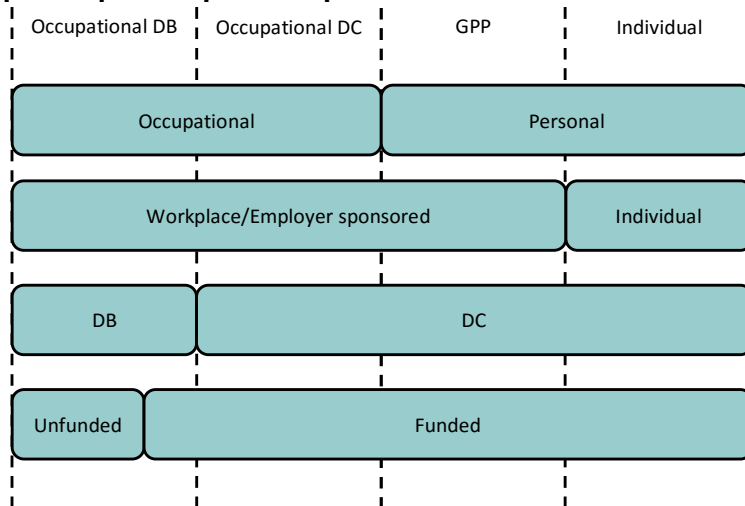 Occupational DB
Occupational DC
GPP
Individual
Occupational
Personal
Workplace/Employer sponsored
Individual
DB
DC
Unfunded
Funded